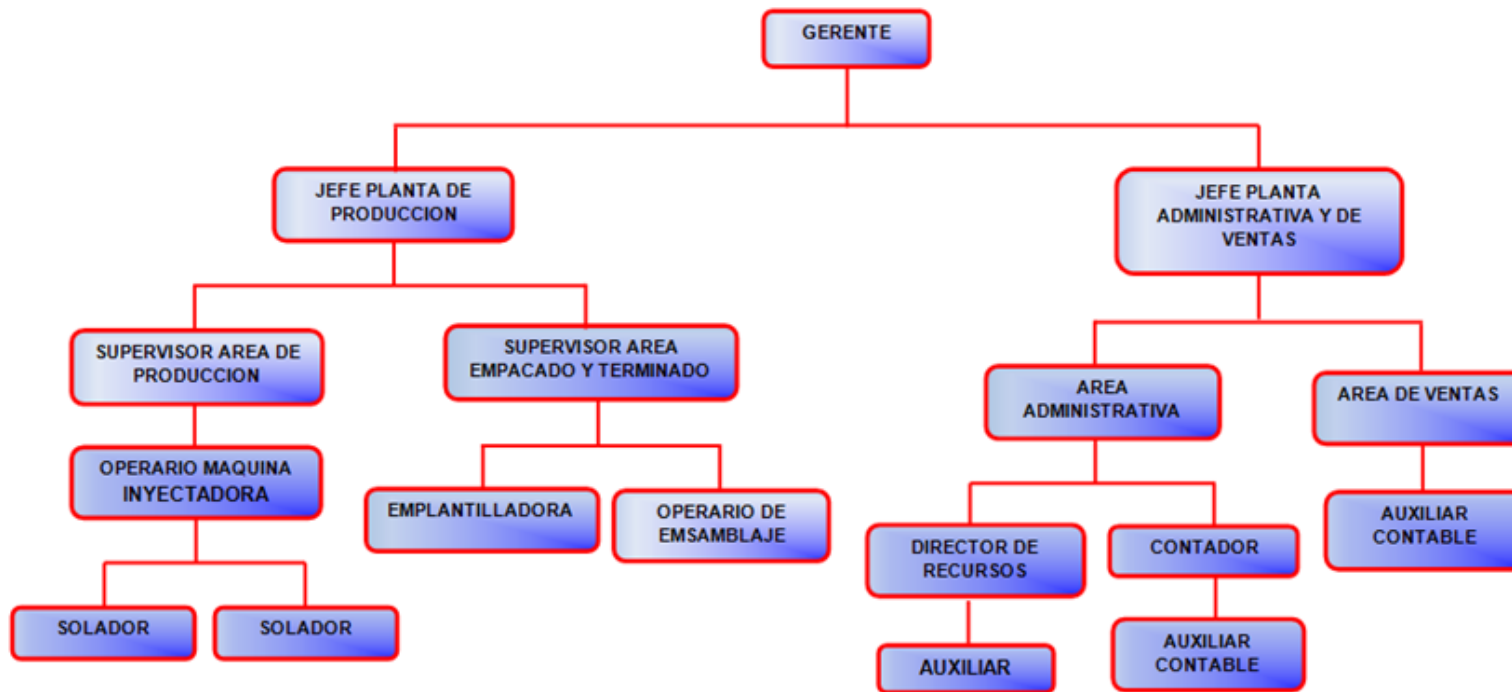 GERENTE
JEFE PLANTA DE
PRODUCCION
JEFE PLANTA
ADMINISTRATIVA Y DE
VENTAS
SUPERVISOR AREA DE
PRODUCCION
SUPERVISOR AREA
EMPACADO Y TERMINADO
AREA
ADMINISTRATIVA
AREA DE VENTAS
OPERARIO MAQUINA
INYECTADORA
EMPLANTILLADORA
OPERARIO DE
EMSAMBLAJE
DIRECTOR DE
RECURSOS
CONTADOR
AUXILIAR
CONTABLE
SOLADOR
SOLADOR
AUXILIAR
AUXILIAR
CONTABLE